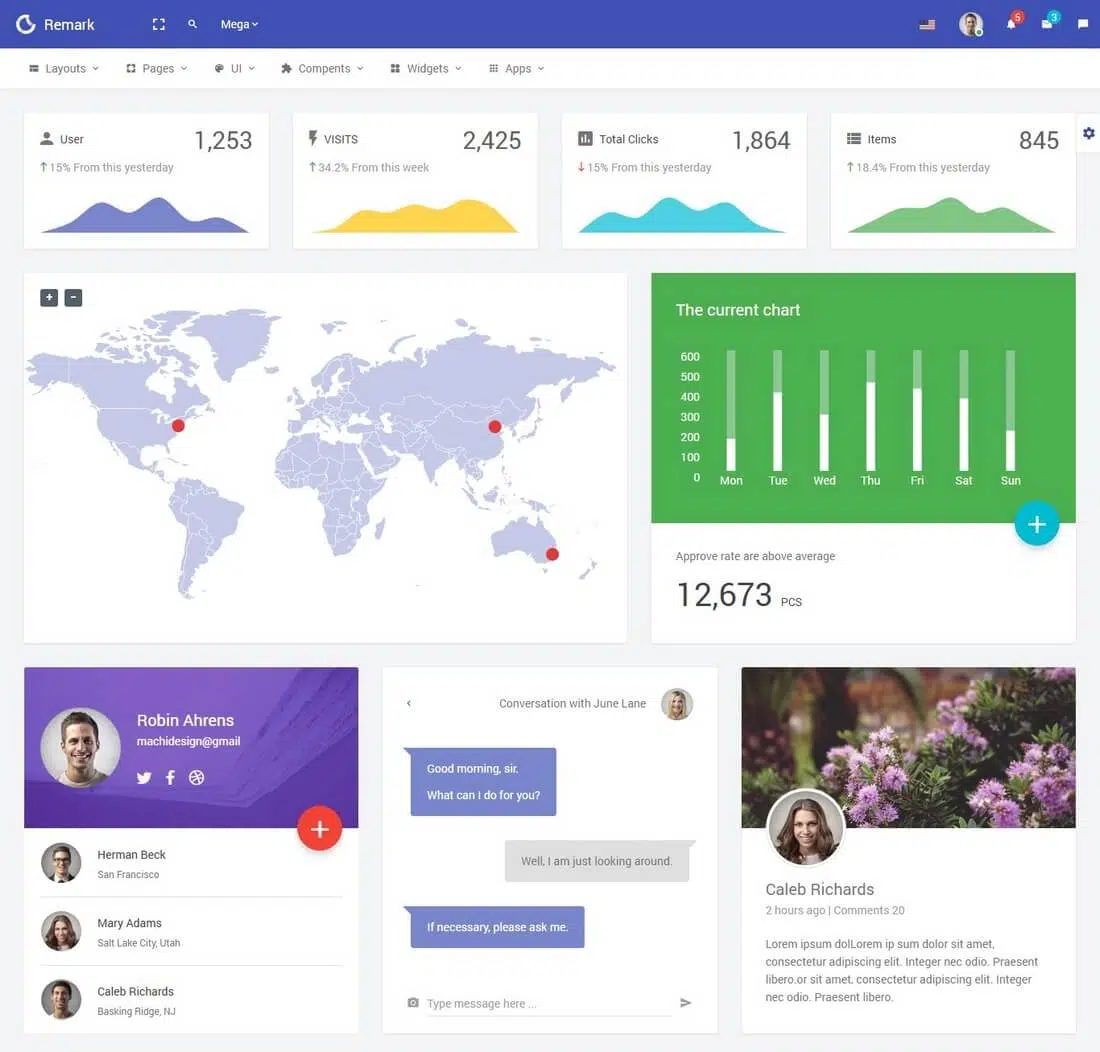 Remark
Mega
5
3
Layouts
Pages
UI
Compents
Widgets
Apps
User
1,253
15% From this yesterday
VISITS
2,425
34.2% From this week
Total Clicks
1,864
15% From this yesterday
Items
845
18.4% From this yesterday
+
−
The current chart
600
500
400
300
200
100
0
Mon Tue Wed Thu Fri Sat Sun
Approve rate are above average
12,673 PCS
Robin Ahrens
machidesign@gmail
Herman Beck
San Francisco
Mary Adams
Salt Lake City, Utah
Caleb Richards
Basking Ridge, NJ
Conversation with June Lane
Good morning, sir.
What can I do for you?
Well, I am just looking around.
If necessary, please ask me.
Type message here ...
Caleb Richards
2 hours ago | Comments 20
Lorem ipsum dolLorem ip sum dolor sit amet,
consectetur adipiscing elit. Integer nec odio. Praesent
libero.or sit amet, consectetur adipiscing elit. Integer
nec odio. Praesent libero.